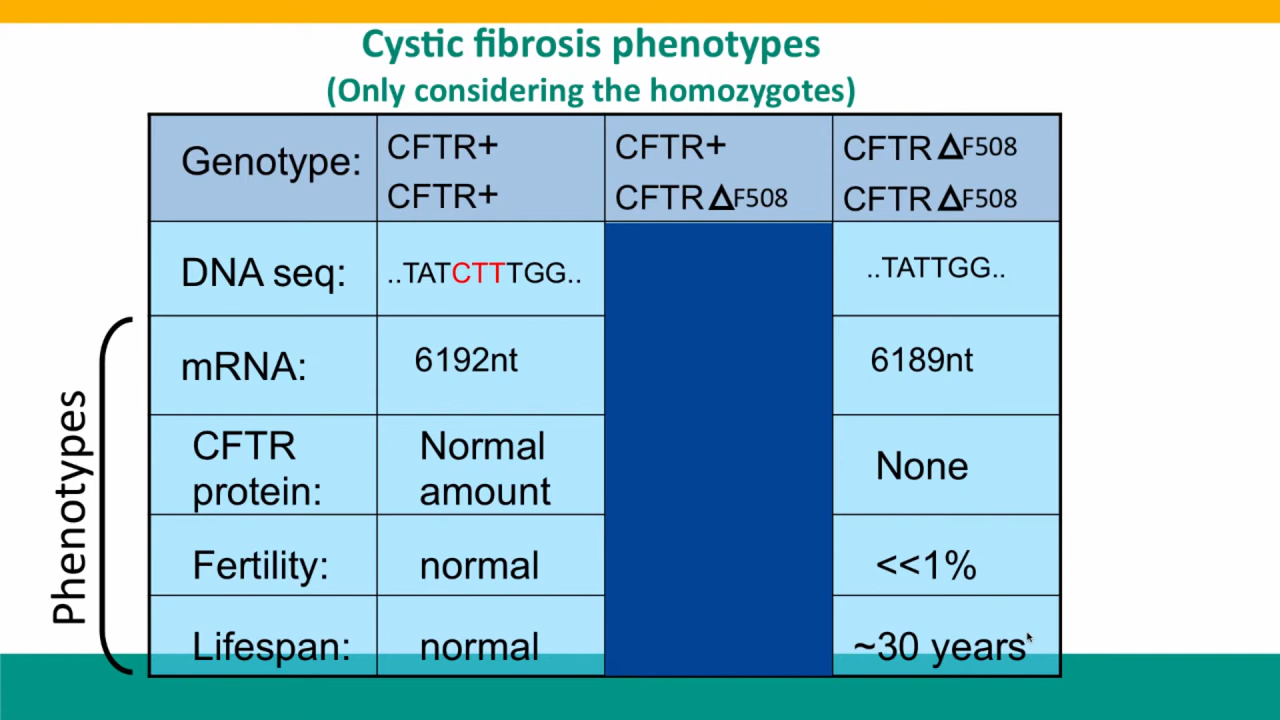 Cystic fibrosis phenotypes
(Only considering the homozygotes)
Genotype:
CFTR+
CFTR+
CFTR+
CFTR ΔF508
CFTR ΔF508
CFTR ΔF508
DNA seq:
..TATCTTTGG..
..TATTGG..
mRNA:
6192nt
6189nt
CFTR
protein:
Normal
amount
None
Fertility:
normal
<<1%
Lifespan:
normal
~30 years
Phenotypes